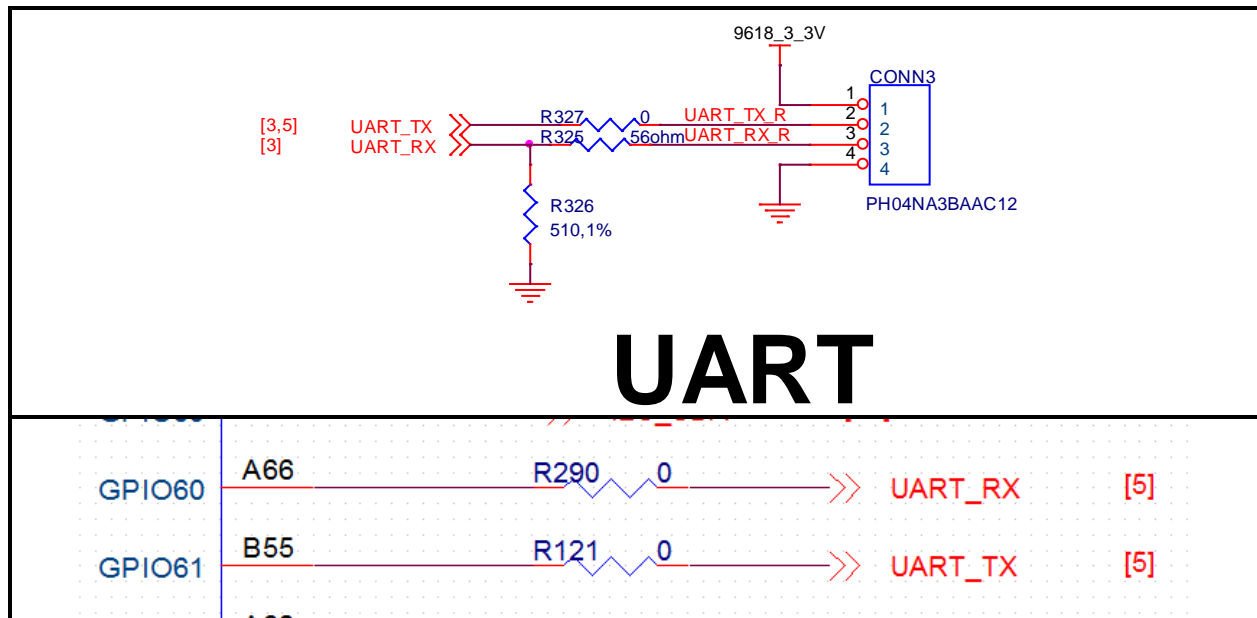 9618_3_3V
CONN3
[3,5] UART_TX R327 0 UART_TX_R 1 1
[3] UART_RX R325 56ohm UART_RX_R 2 2
3 3
4 4
R326
510,1%
PH04NA3BAAC12
UART
GPIO60 A66 R290 0 UART_RX [5]
GPIO61 B55 R121 0 UART_TX [5]